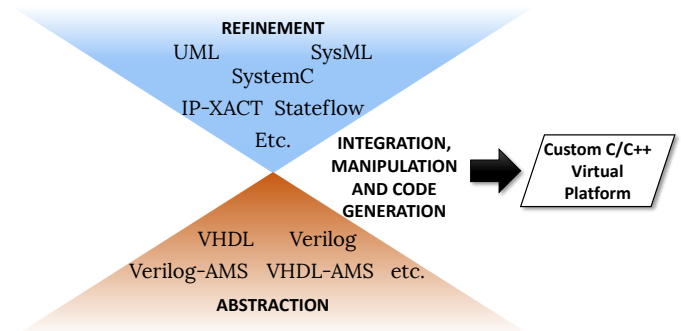 REFINEMENT
UML SysML
SystemC
IP-XACT Stateflow
Etc.
INTEGRATION,
MANIPULATION
AND CODE
GENERATION
Custom C/C++
Virtual
Platform
VHDL Verilog
Verilog-AMS VHDL-AMS etc.
ABSTRACTION